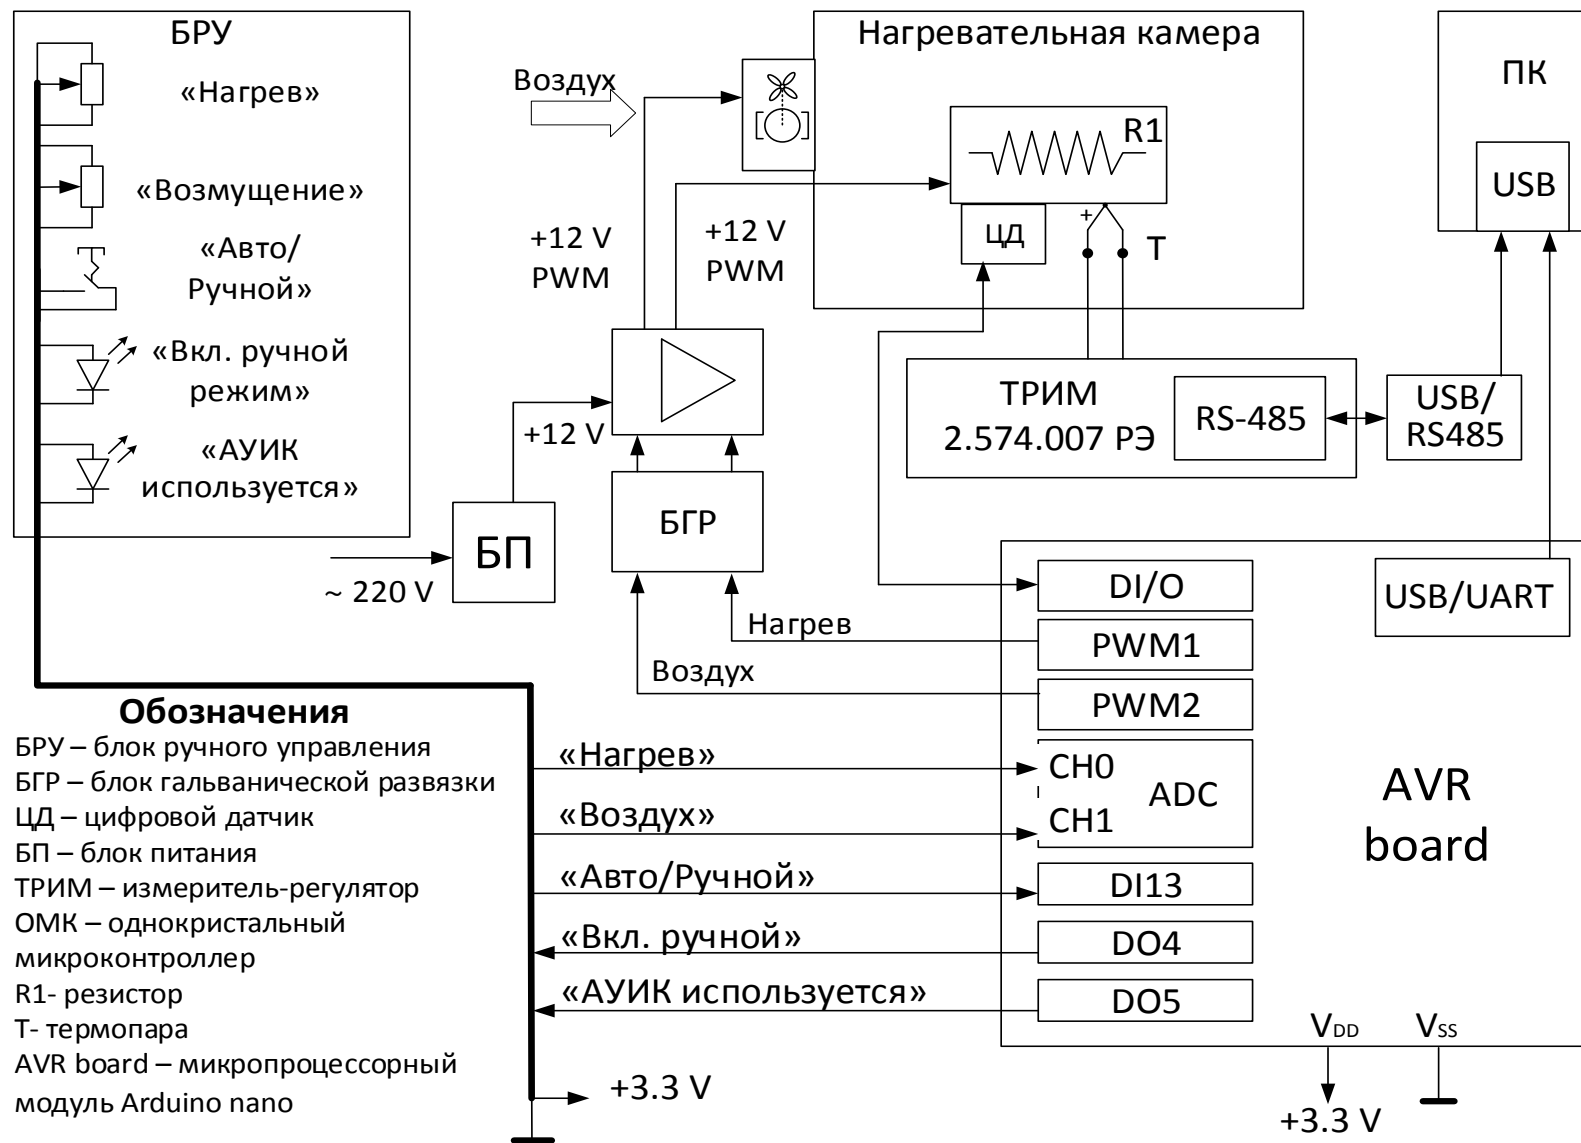 БРУ
«Нагрев»
«Возмущение»
«Авто/
Ручной»
«Вкл. ручной
режим»
«АУИК
используется»
Воздух
Нагревательная камера
R1
ЦД
+
T
+12 V
PWM
+12 V
PWM
ПК
USB
ТРИМ
2.574.007 РЭ
RS-485
USB/
RS485
+12 V
БГР
БП
~ 220 V
Нагрев
Воздух
DI/O
PWM1
PWM2
CH0
CH1
ADC
DI13
DO4
DO5
USB/UART
AVR
board
«Нагрев»
«Воздух»
«Авто/Ручной»
«Вкл. ручной»
«АУИК используется»
VDD
VSS
+3.3 V
+3.3 V
Обозначения
БРУ – блок ручного управления
БГР – блок гальванической развязки
ЦД – цифровой датчик
БП – блок питания
ТРИМ – измеритель-регулятор
ОМК – однокристальный
микроконтроллер
R1- резистор
Т- термопара
AVR board – микропроцессорный
модуль Arduino nano